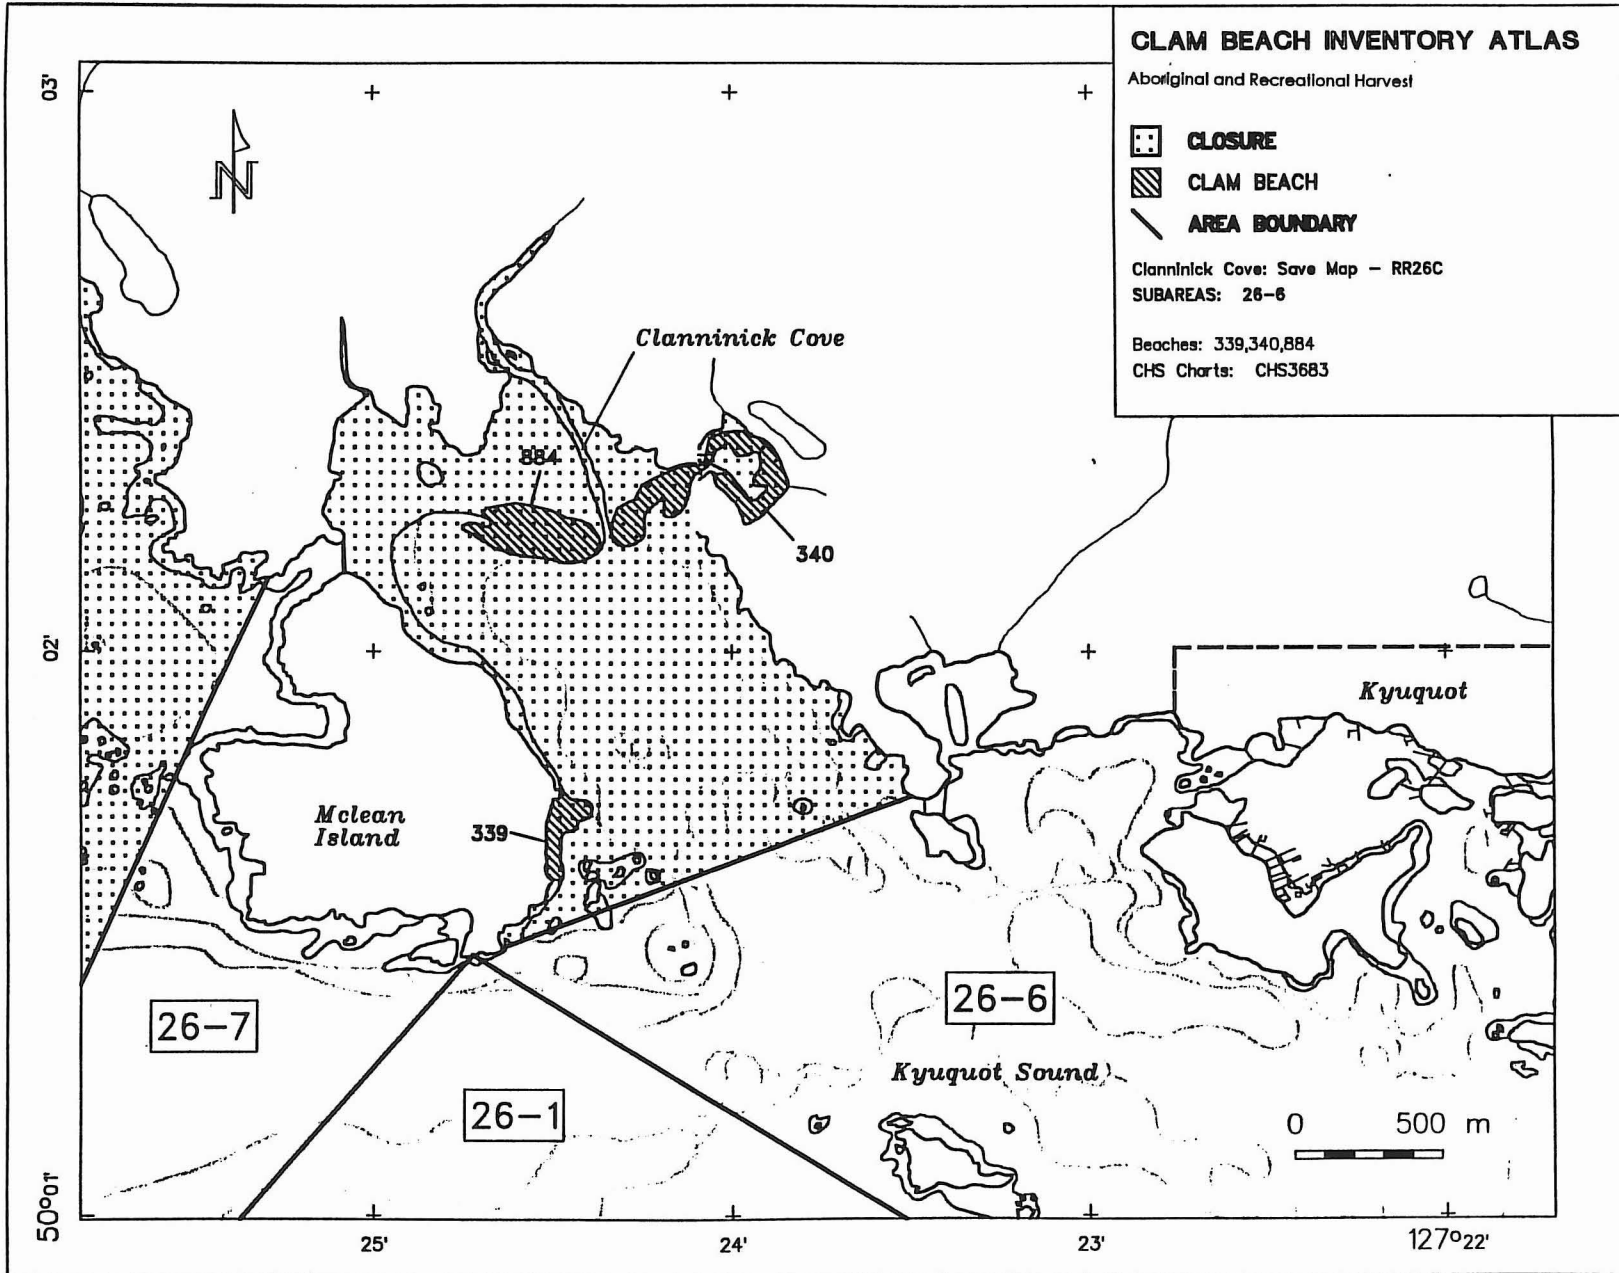 CLAM BEACH INVENTORY ATLAS
Aboriginal and Recreational Harvest
CLOSURE
CLAM BEACH
AREA BOUNDARY
Clanninick Cove: Save Map – RR26C
SUBAREAS: 26-6
Beaches: 339,340,884
CHS Charts: CHS3683
03'
N
Clanninick Cove
884
340
02'
Kyuquot
Mclean
Island
339
26-7
26-6
Kyuquot Sound
26-1
0 500 m
50°01'
25'
24'
23'
127°22'